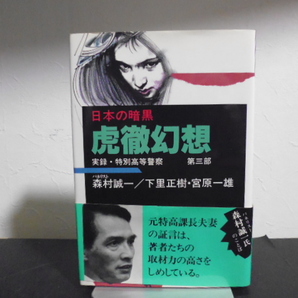 日本の暗黒
虎徹幻想
実録・特別高等警察 第三部
森村誠一／下里正樹・宮原一雄
森村誠一氏
元特高課長夫妻
の証言は、
著者たちの
取材力の高さを
しめしている。